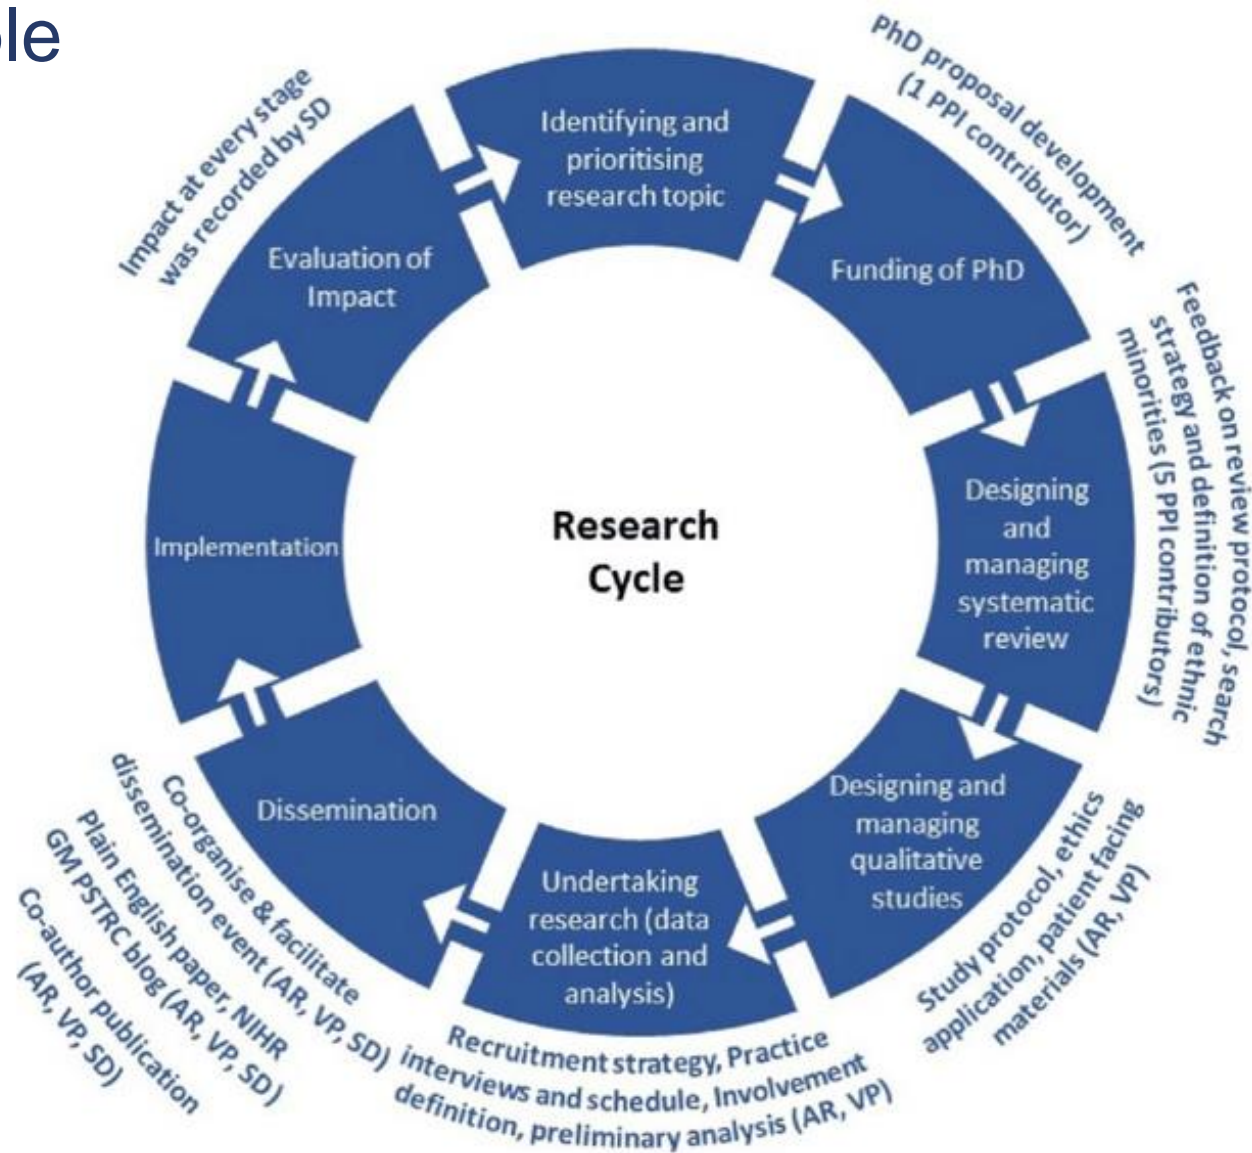 ole
Identifying and
prioritising
research topic
PhD proposal development
(1 PPI contributor)
Funding of PhD
Feedback on review protocol, search
strategy and definition of ethnic
minorities (5 PPI contributors)
Designing
and
managing
systematic
review
Designing and
managing
qualitative
studies
Study protocol, ethics
application, patient facing
materials (AR, VP)
Undertaking
research (data
collection and
analysis)
Recruitment strategy, Practice
interviews and schedule, Involvement
definition, preliminary analysis (AR, VP)
Dissemination
Co-organise & facilitate
dissemination event (AR, VP, SD)
Plain English paper, NIHR
GM PSTRC blog (AR, VP, SD)
Co-author publication
(AR, VP, SD)
Implementation
Evaluation of
Impact
Impact at every stage
was recorded by SD
Research
Cycle